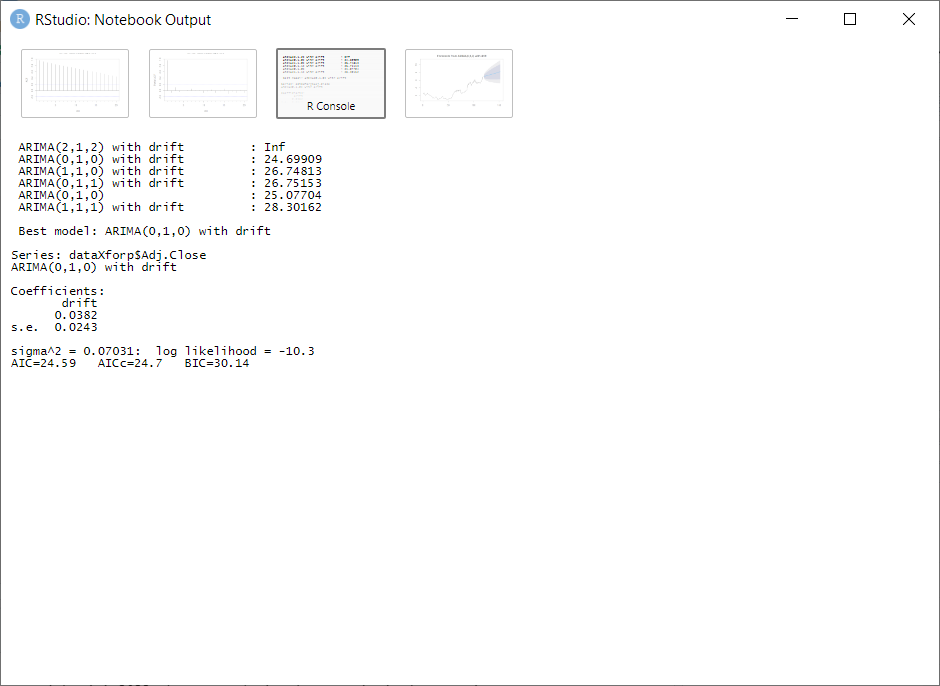 RStudio: Notebook Output
R Console
ARIMA(2,1,2) with drift : Inf
ARIMA(0,1,0) with drift : 24.69909
ARIMA(1,1,0) with drift : 26.74813
ARIMA(0,1,1) with drift : 26.75153
ARIMA(0,1,0) : 25.07704
ARIMA(1,1,1) with drift : 28.30162
Best model: ARIMA(0,1,0) with drift
Series: dataXforp$Adj.Close
ARIMA(0,1,0) with drift
Coefficients:
drift
0.0382
s.e. 0.0243
sigma^2 = 0.07031: log likelihood = -10.3
AIC=24.59 AICc=24.7 BIC=30.14